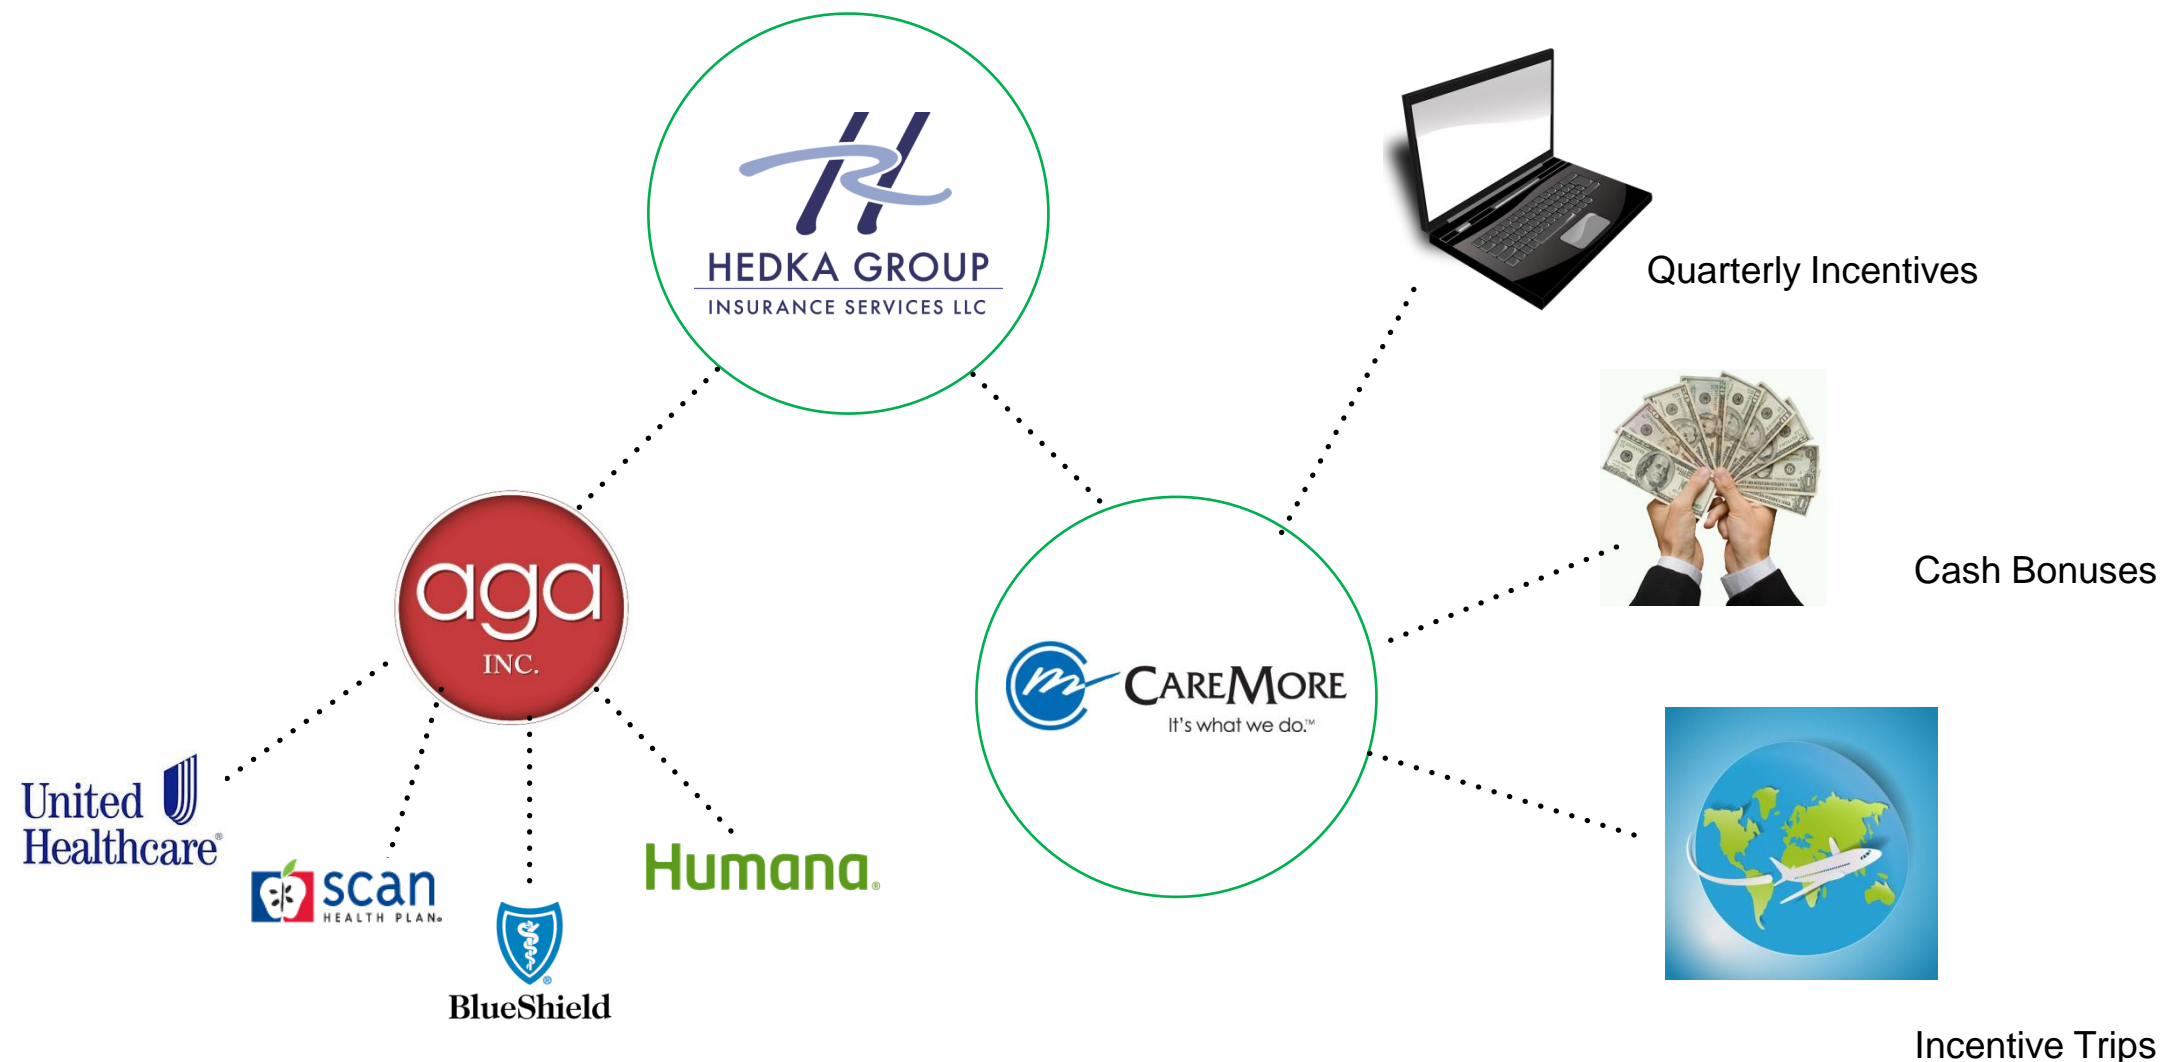 HEDKA GROUP
INSURANCE SERVICES LLC
Quarterly Incentives
Cash Bonuses
aga
INC.
CAREMORE
It's what we do.™
United
Healthcare®
scan
HEALTH PLAN®
Humana®
BlueShield
Incentive Trips